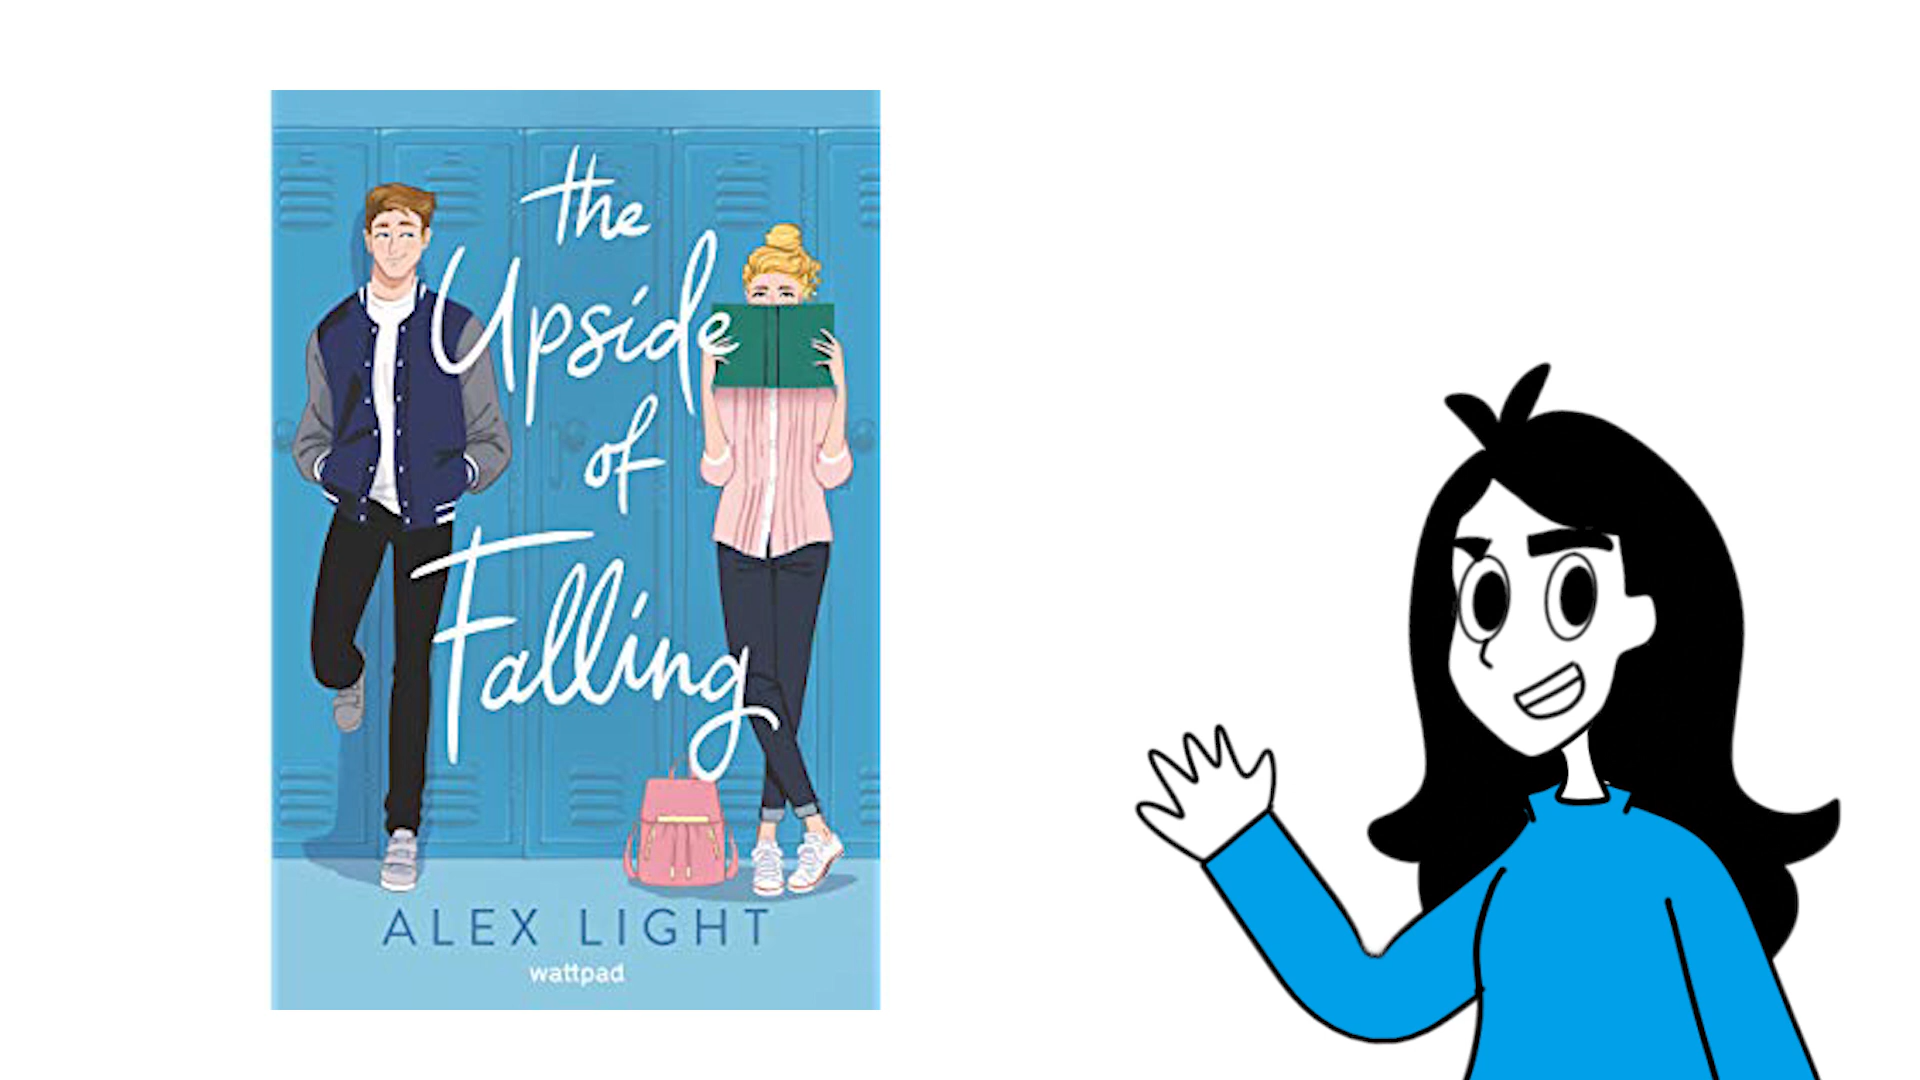 the
Upside
of
Falling
ALEX LIGHT
wattpad